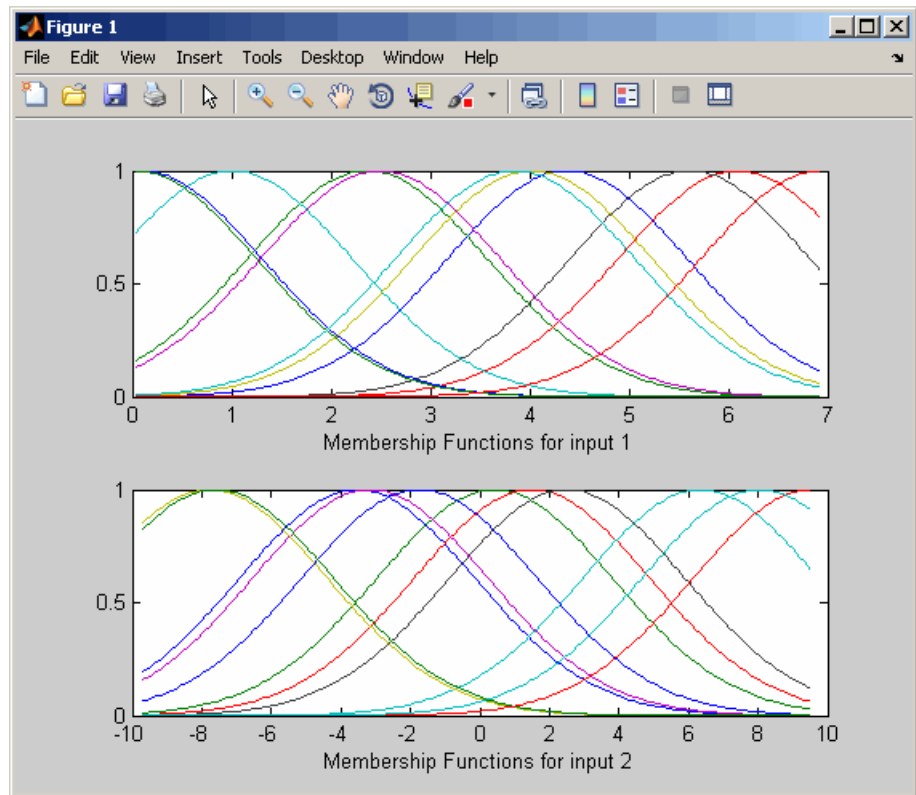 Figure 1
File Edit View Insert Tools Desktop Window Help
1
0.5
0
0 1 2 3 4 5 6 7
Membership Functions for input 1
1
0.5
0
-10 -8 -6 -4 -2 0 2 4 6 8 10
Membership Functions for input 2